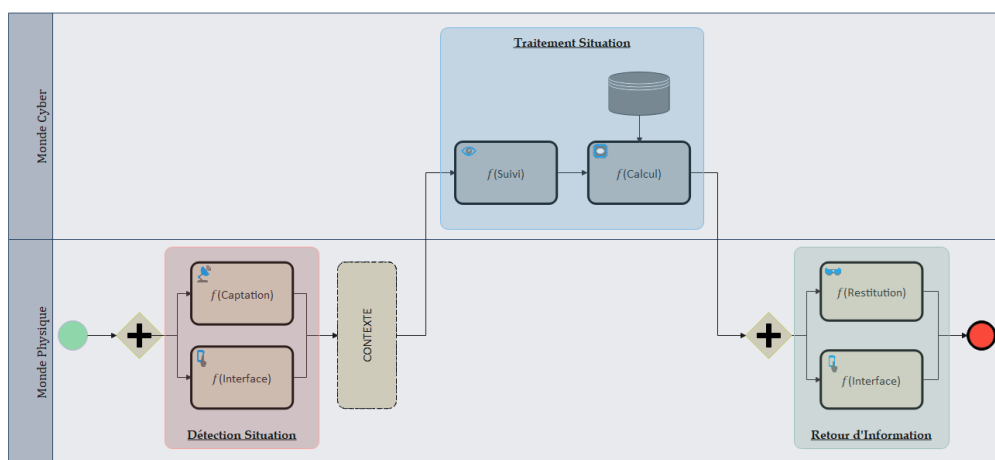 Monde Cyber
Traitement Situation
f(Suivi)
f(Calcul)
Monde Physique
f(Captation)
f(Interface)
Détection Situation
CONTEXTE
f(Restitution)
f(Interface)
Retour d'Information